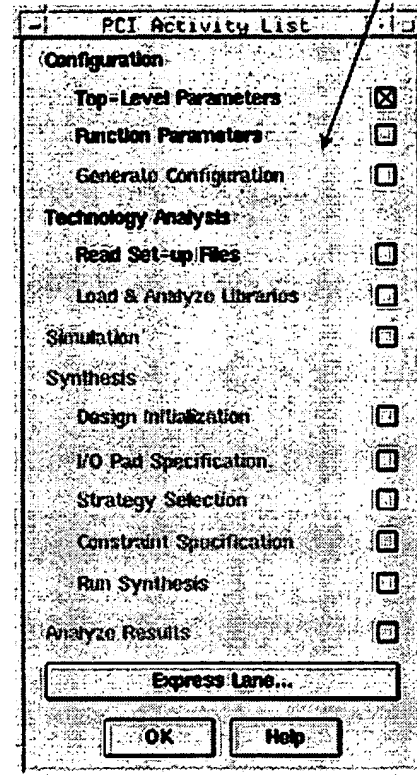 PCI Activity List
Configuration
Top-Level Parameters
Function Parameters
Generate Configuration
Technology Analysis
Read Set-up Files
Load & Analyze Libraries
Simulation
Synthesis
Design Initialization
I/O Pad Specification
Strategy Selection
Constraint Specification
Run Synthesis
Analyze Results
Express Lane...
OK Help